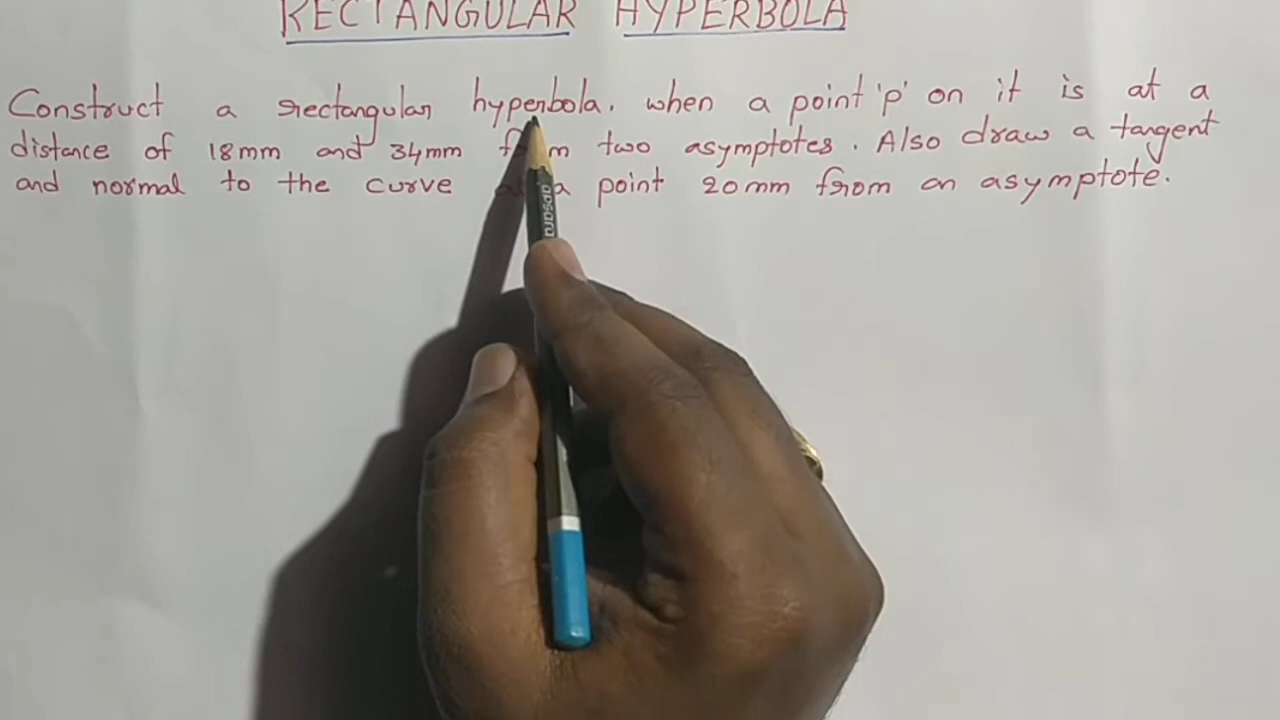 RECTANGULAR HYPERBOLA
Construct a rectangular hyperbola. when a point 'p' on it is at a
distance of 18mm and 34mm two asymptotes. Also draw a tangent
and normal to the curve a point 20mm from an asymptote.
APSARA